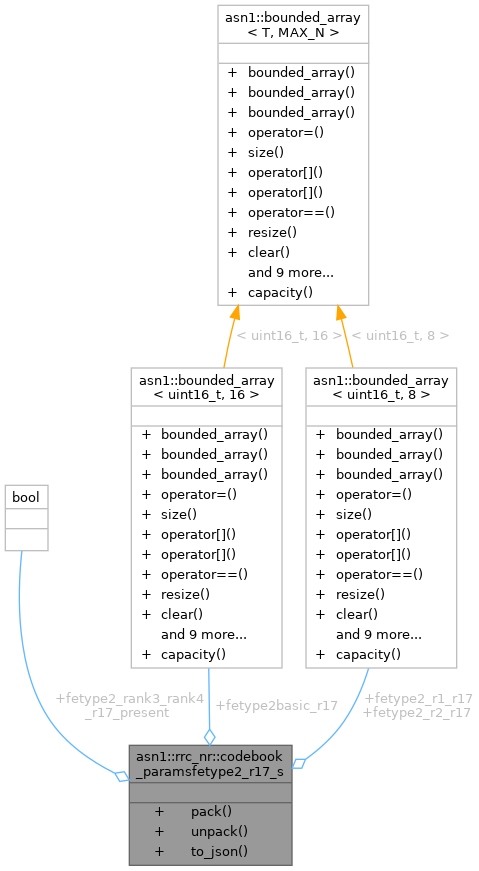 asn1::bounded_array
< T, MAX_N >
+ bounded_array()
+ bounded_array()
+ bounded_array()
+ operator=()
+ size()
+ operator[]()
+ operator[]()
+ operator==()
+ resize()
+ clear()
and 9 more...
+ capacity()
< uint16_t, 16 >
< uint16_t, 8 >
asn1::bounded_array
< uint16_t, 16 >
+ bounded_array()
+ bounded_array()
+ bounded_array()
+ operator=()
+ size()
+ operator[]()
+ operator[]()
+ operator==()
+ resize()
+ clear()
and 9 more...
+ capacity()
asn1::bounded_array
< uint16_t, 8 >
+ bounded_array()
+ bounded_array()
+ bounded_array()
+ operator=()
+ size()
+ operator[]()
+ operator[]()
+ operator==()
+ resize()
+ clear()
and 9 more...
+ capacity()
bool
+fetype2_rank3_rank4
_r17_present
+fetype2basic_r17
+fetype2_r1_r17
+fetype2_r2_r17
asn1::rrc_nr::codebook
_paramsfetype2_r17_s
+ pack()
+ unpack()
+ to_json()